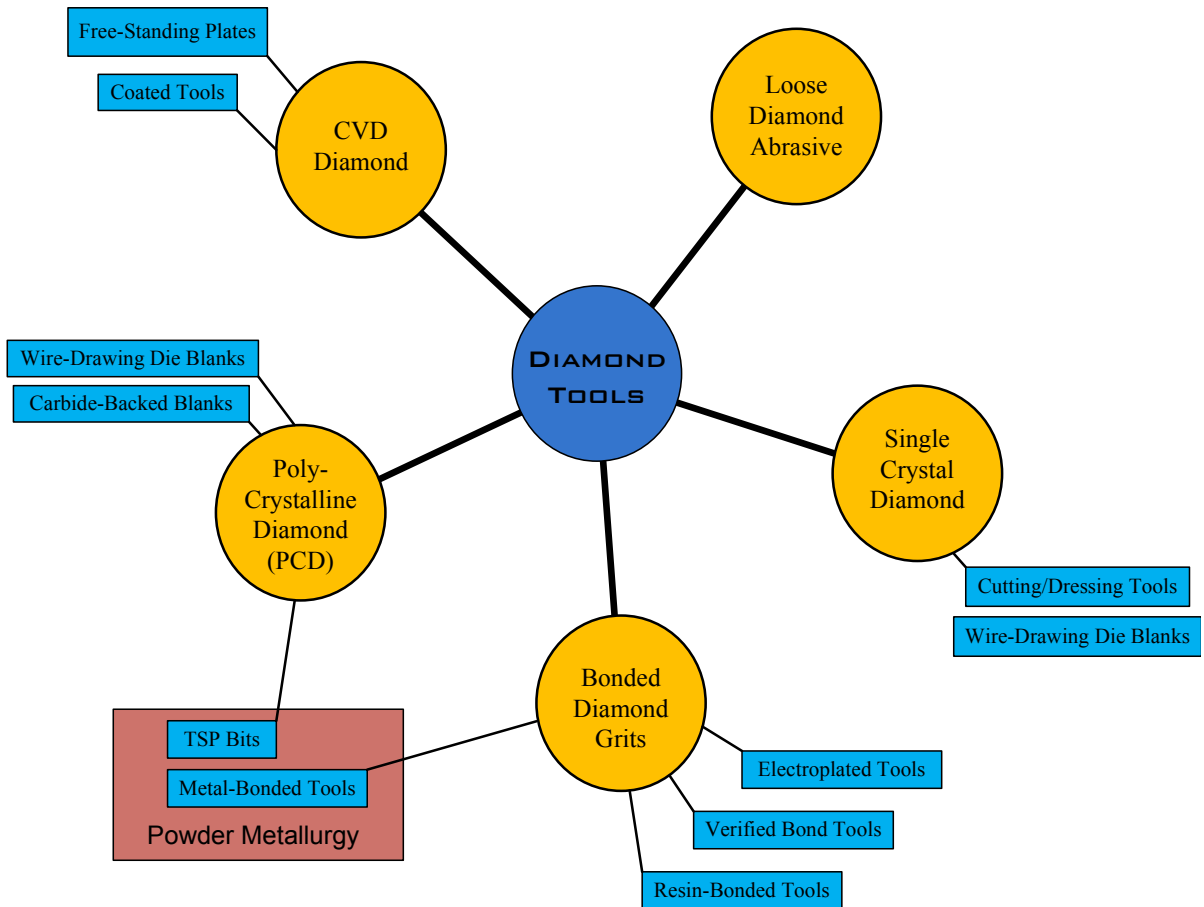 Free-Standing Plates
Coated Tools
CVD
Diamond
Loose
Diamond
Abrasive
Diamond
Tools
Wire-Drawing Die Blanks
Carbide-Backed Blanks
Poly-
Crystalline
Diamond
(PCD)
Single
Crystal
Diamond
Cutting/Dressing Tools
Wire-Drawing Die Blanks
Bonded
Diamond
Grits
TSP Bits
Metal-Bonded Tools
Powder Metallurgy
Electroplated Tools
Verified Bond Tools
Resin-Bonded Tools